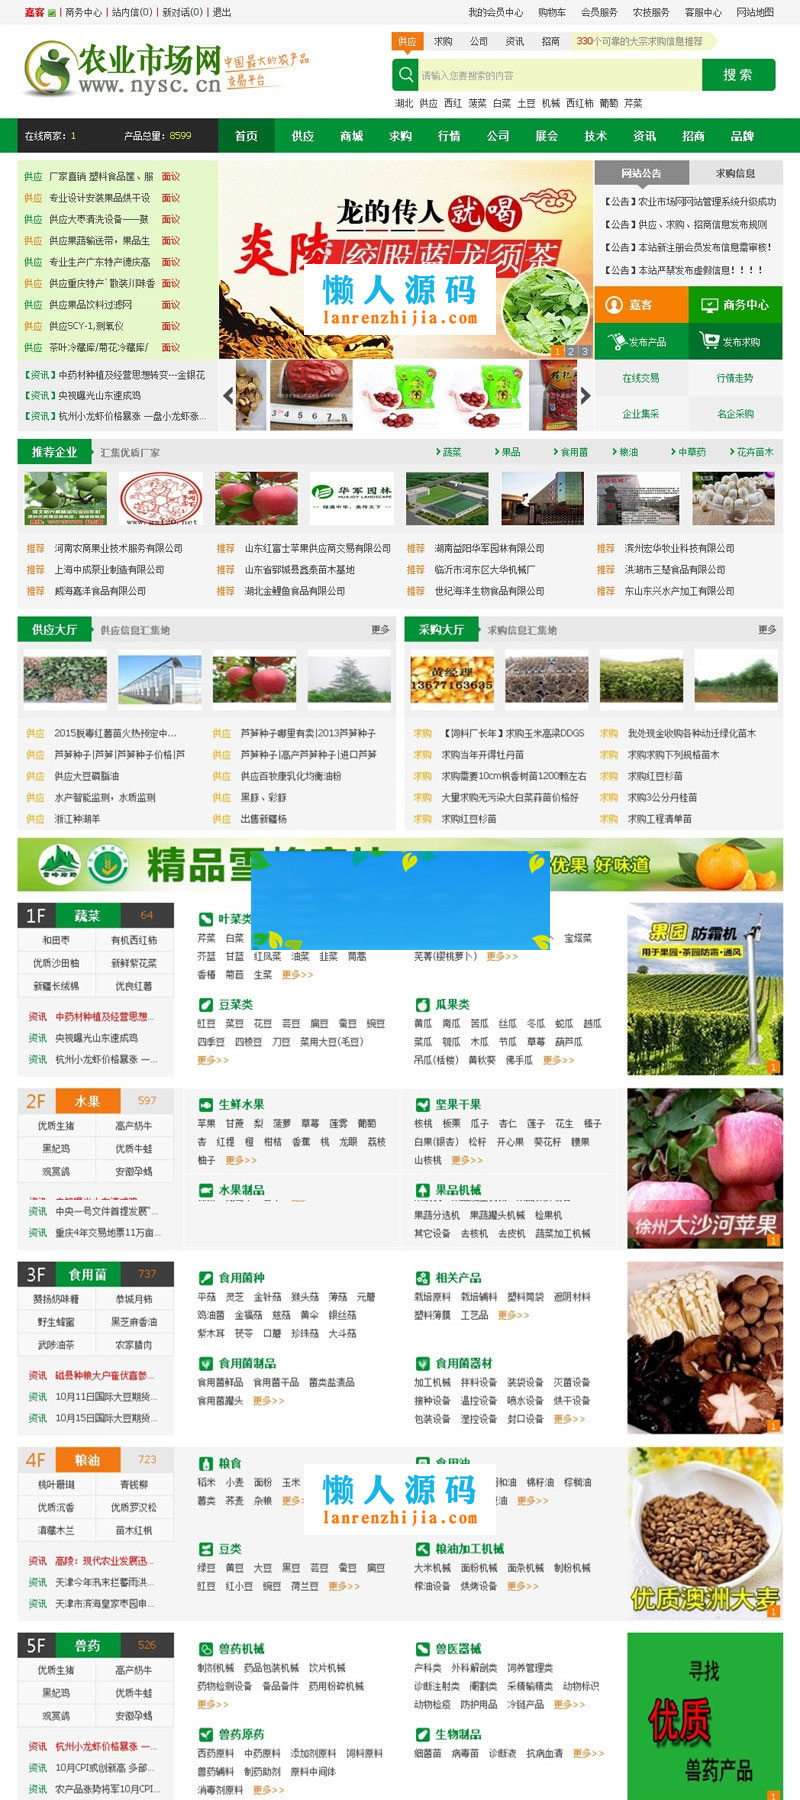 嘉客 | 商务中心 | 站内信(0) | 新对话(0) | 退出
我的会员中心 购物车 会员服务 农技服务 客服中心 网站地图
农业市场网
www.nysc.cn
中国最大的农产品
交易平台
供应 求购 公司 资讯 招商 330个可靠的大宗求购信息推荐
请输入您要搜索的内容
搜 索
湖北 供应 西红 菠菜 白菜 土豆 机械 西红柿 葡萄 芹菜
在线商家：1 产品总量：8599
首页 供应 商城 求购 行情 公司 展会 技术 资讯 招商 品牌
供应 厂家直销 塑料食品筐、服 面议
供应 专业设计安装果品烘干设 面议
供应 供应大枣清洗设备——鼓 面议
供应 供应果蔬输送带，果品生 面议
供应 专业生产广东特产德庆高 面议
供应 供应果品饮料过滤网 面议
供应 供应SCY-1,测氧仪 面议
供应 茶叶冷藏库/菊花冷藏库/ 面议
【资讯】中药材种植及经营思想转变---金银花
【资讯】央视曝光山东速成鸡
【资讯】杭州小龙虾价格暴涨 一盘小龙虾涨...
龙的传人就喝
炎陵绞股蓝龙须茶
1 2 3
懒人源码
lanrenzhijia.com
网站公告 求购信息
【公告】农业市场网网站管理系统升级成功
【公告】供应、求购、招商信息发布规则
【公告】本站新注册会员发布信息需审核!
【公告】本站严禁发布虚假信息!!!!
嘉客 商务中心
发布产品 发布求购
在线交易 行情走势
企业集采 名企采购
推荐企业 汇集优质厂家
蔬菜 果品 食用菌 粮油 中草药 花卉苗木
华军园林
推荐 河南农商果业技术服务有限公司
推荐 山东红富士苹果供应商交易有限公司
推荐 湖南益阳华军园林有限公司
推荐 滨州宏华牧业科技有限公司
推荐 上海中成泵业制造有限公司
推荐 山东省郓城县鑫泰苗木基地
推荐 临沂市河东区大华机械厂
推荐 洪湖市三楚食品有限公司
推荐 威海嘉洋食品有限公司
推荐 湖北金鲤鱼食品有限公司
推荐 世纪海洋生物食品有限公司
推荐 东山东兴水产加工有限公司
供应大厅 供应信息汇集地 更多
供应 2015脱毒红薯苗火热预定中...
供应 芦笋种子哪里有卖|2013芦笋种子
供应 芦笋种子|芦笋|芦笋种子价格|芦
供应 芦笋种子|高产芦笋种子|进口芦笋
供应 供应大豆磷脂油
供应 供应百牧康乳化均衡油粉
供应 水产智能监测，水质监测
供应 黑豚、彩豚
供应 浙江种湖羊
供应 出售新疆杨
采购大厅 求购信息汇集地 更多
黄经理
13677163635
求购 【饲料厂长年】求购玉米高梁DDGS
求购 我处现金收购各种动迁绿化苗木
求购 求购当年开得牡丹苗
求购 求购求购下列规格苗木
求购 求购需要10cm枫香树苗1200颗左右
求购 求购红豆杉苗
求购 大量求购无污染大白菜蒜苗价格好
求购 求购3公分丹桂苗
求购 求购红豆杉苗
求购 求购工程清单苗
精品雪
优果 好味道
1F 蔬菜 64
和田枣 有机西红柿
优质沙田柚 新鲜紫花菜
新疆长绒棉 优良红薯
资讯 中药材种植及经营思想...
资讯 央视曝光山东速成鸡
资讯 杭州小龙虾价格暴涨 一...
叶菜类
芹菜 白菜
芥蓝 甘蓝 红凤菜 油菜 韭菜 茼蒿
香椿 菊苣 生菜 更多>>
宝塔菜
芜菁(樱桃萝卜) 更多>>
豆菜类
豇豆 菜豆 花豆 芸豆 扁豆 蚕豆 豌豆
四季豆 四棱豆 刀豆 菜用大豆(毛豆)
更多>>
瓜果类
黄瓜 南瓜 苦瓜 丝瓜 冬瓜 蛇瓜 越瓜
菜瓜 瓠瓜 木瓜 节瓜 草莓 葫芦瓜
吊瓜(栝楼) 黄秋葵 佛手瓜 更多>>
果园 防霜机
用于果园·茶园防霜·通风
1
2F 水果 597
优质生猪 高产奶牛
黑妃鸡 优质牛蛙
观赏鸽 安徽孕蝎
资讯 中央一号文件首提发展“...
资讯 重庆4年交易地票11万亩...
生鲜水果
苹果 甘蔗 梨 菠萝 草莓 莲雾 葡萄
杏 红提 橙 柑桔 香蕉 桃 龙眼 荔枝
柚子 更多>>
坚果干果
核桃 板栗 瓜子 杏仁 莲子 花生 榛子
白果(银杏) 松籽 开心果 葵花籽 腰果
山核桃 更多>>
水果制品
果品机械
果蔬分选机 果蔬罐头机械 检果机
其它设备 去核机 去皮机 蔬菜加工机械
徐州大沙河苹果
1
3F 食用菌 737
赞扬奶味糖 恭城月柿
野生蜂蜜 黑芝麻香油
武陟油茶 农家腊肉
资讯 磁县种粮大户崔伏喜参...
资讯 10月11日国际大豆期货...
资讯 10月15日国际大豆期货...
食用菌种
平菇 灵芝 金针菇 猴头菇 薄菇 元蘑
鸡油菌 金福菇 慈菇 黄伞 银丝菇
紫木耳 茯苓 口蘑 珍珠菇 大斗菇
相关产品
栽培原料 栽培辅料 塑料筒袋 遮阴材料
塑料薄膜 工艺品 更多>>
食用菌制品
食用菌鲜品 食用菌干品 菌类盐渍品
食用菌罐头 更多>>
食用菌器材
加工机械 拌料设备 装袋设备 灭菌设备
接种设备 温控设备 喷水设备 烘干设备
包装设备 湿控设备 封口设备 更多>>
1
4F 粮油 723
桃叶珊瑚 青钱柳
优质沉香 优质罗汉松
滇藏木兰 苗木红枫
资讯 高陵：现代农业发展迅...
资讯 天津今年汛末拦蓄雨洪...
资讯 天津市滨海皇家枣园申...
粮食
稻米 小麦 面粉 玉米
薯类 荞麦 杂粮 更多>>
食用油
棉籽油 棕榈油
更多>>
懒人源码
lanrenzhijia.com
豆类
绿豆 黄豆 大豆 黑豆 芸豆 蚕豆 扁豆
豇豆 红小豆 豌豆 荷兰豆 更多>>
粮油加工机械
大米机械 面粉机械 面条机械 制粉机械
榨油设备 烘烤设备 更多>>
优质澳洲大麦
1
5F 兽药 526
优质生猪 高产奶牛
黑妃鸡 优质牛蛙
观赏鸽 优质牛蛙
资讯 杭州小龙虾价格暴涨 一...
资讯 10月CPI或创新高 多部...
资讯 农产品涨势将军10月CPI...
兽药机械
制剂机械 药品包装机械 饮片机械
药物检测设备 备品备件 药用粉碎机械
更多>>
兽医器械
产科类 外科解剖类 饲养管理类
诊断注射类 阉割类 采精输精类 动物标识
动物检疫 防护用品 冷链产品 更多>>
兽药原药
西药原料 中药原料 添加剂原料 饲料原料
兽药辅料 制药助剂 原料中间体
消毒剂原料 更多>>
生物制品
细菌苗 病毒苗 诊断液 抗病血清 更多>>
寻找
优质
兽药产品
1